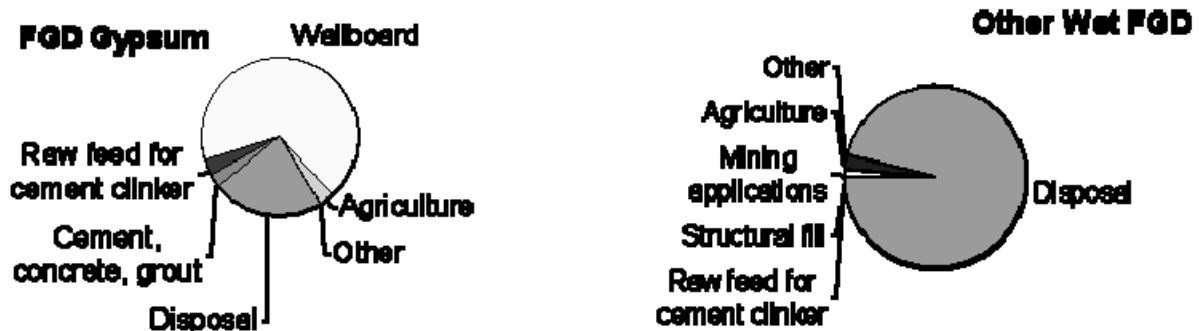 FGD Gypsum
Wallboard
Raw feed for
cement clinker
Cement,
concrete, grout
Disposal
Other
Agriculture
Other Wet FGD
Other
Agriculture
Mining
applications
Structural fill
Raw feed for
cement clinker
Disposal